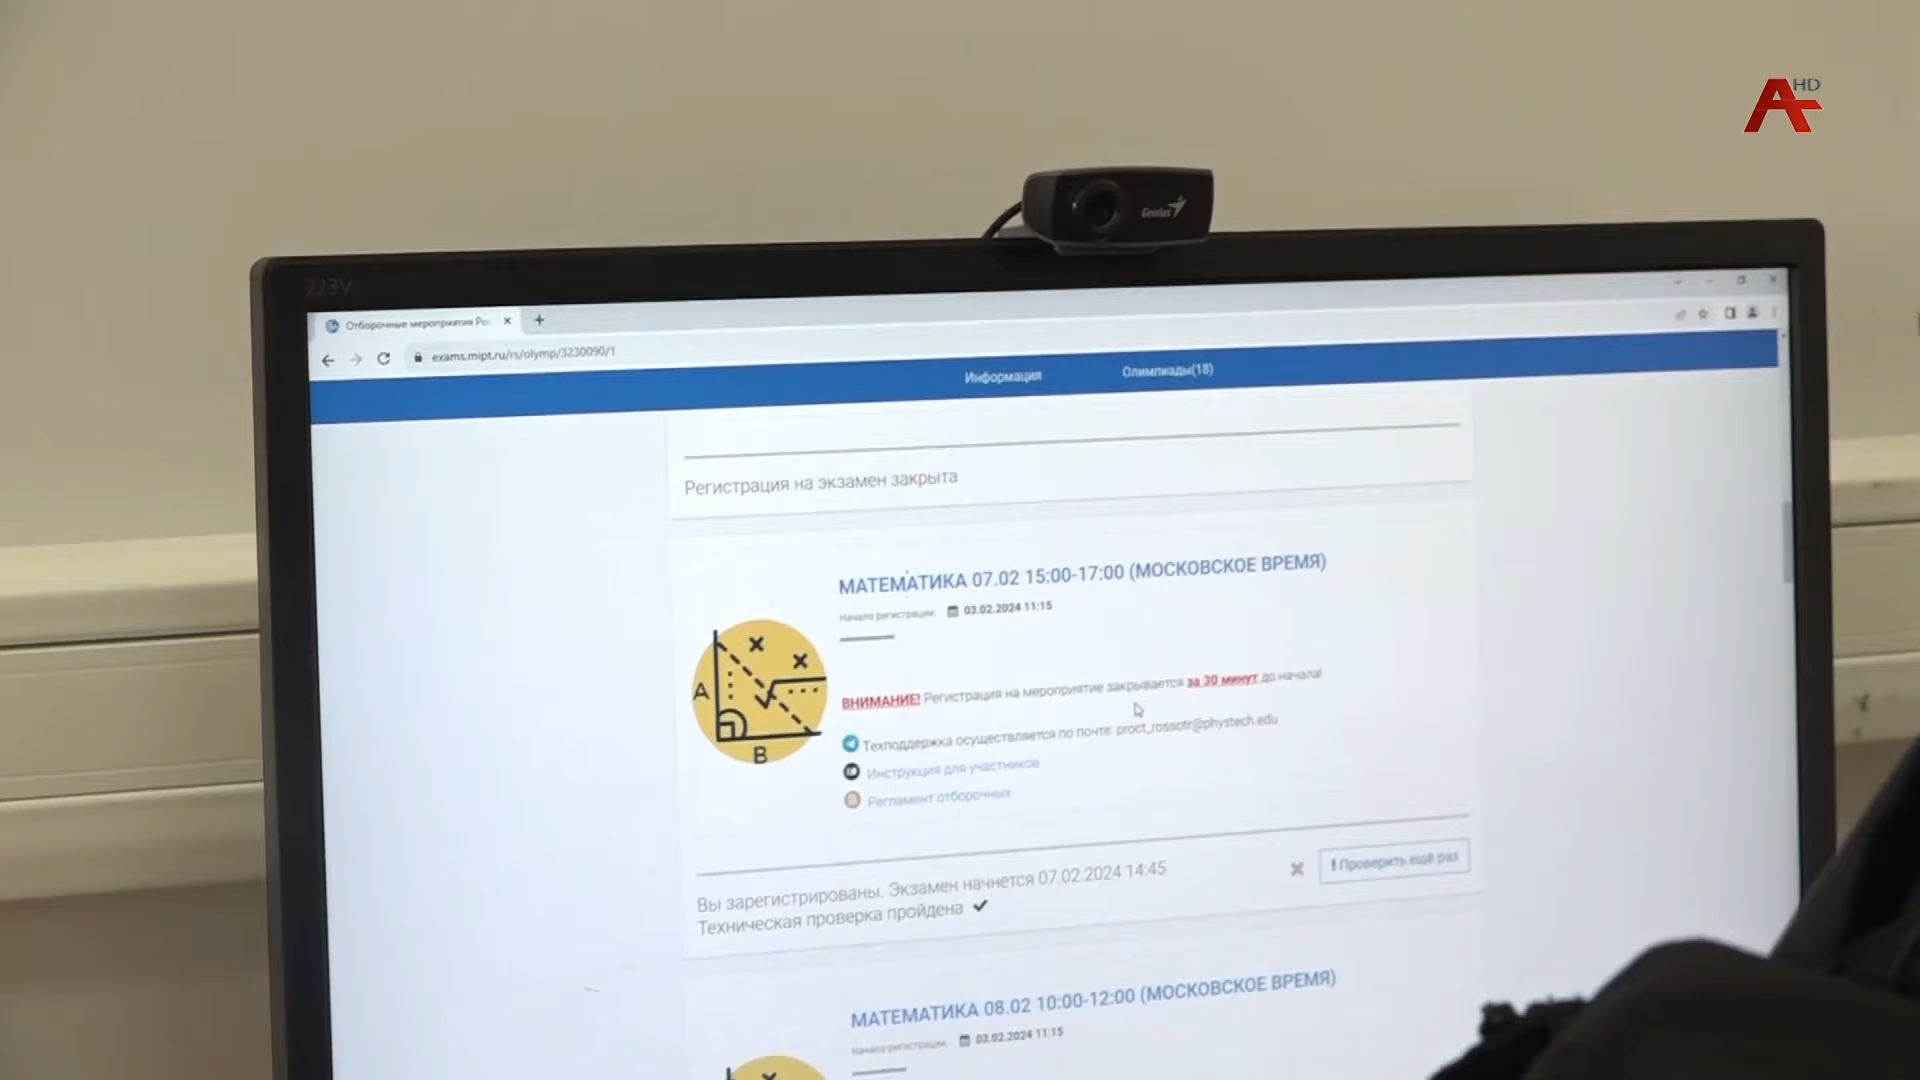 HD
Genius
223V
Отборочные мероприятия Рос
exams.mipt.ru/rs/olymp/3230090/1
Информация Олимпиады(18)
Регистрация на экзамен закрыта
МАТЕМАТИКА 07.02 15:00-17:00 (МОСКОВСКОЕ ВРЕМЯ)
Начало регистрации: 03.02.2024 11:15
A
B
ВНИМАНИЕ! Регистрация на мероприятие закрывается за 30 минут до начала!
Техподдержка осуществляется по почте: proct_rossotr@phystech.edu
Инструкция для участников
Регламент отборочных
Вы зарегистрированы. Экзамен начнется 07.02.2024 14:45
! Проверить ещё раз
Техническая проверка пройдена
МАТЕМАТИКА 08.02 10:00-12:00 (МОСКОВСКОЕ ВРЕМЯ)
Начало регистрации: 03.02.2024 11:15